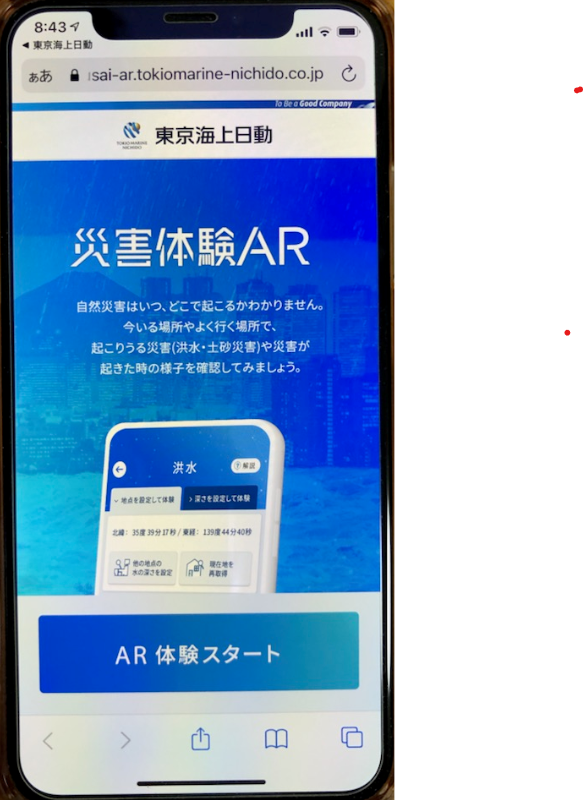 8:43
◀ 東京海上日動
ぁあ sai-ar.tokiomarine-nichido.co.jp
To Be a Good Company
TOKIO MARINE
NICHIDO
東京海上日動
災害体験AR
自然災害はいつ、どこで起こるかわかりません。
今いる場所やよく行く場所で、
起こりうる災害(洪水・土砂災害)や災害が
起きた時の様子を確認してみましょう。
洪水
? 解説
地点を設定して体験
深さを設定して体験
北緯: 35度39分17秒 / 東経: 139度44分40秒
他の地点の
水の深さを設定
現在地を
再取得
AR 体験スタート